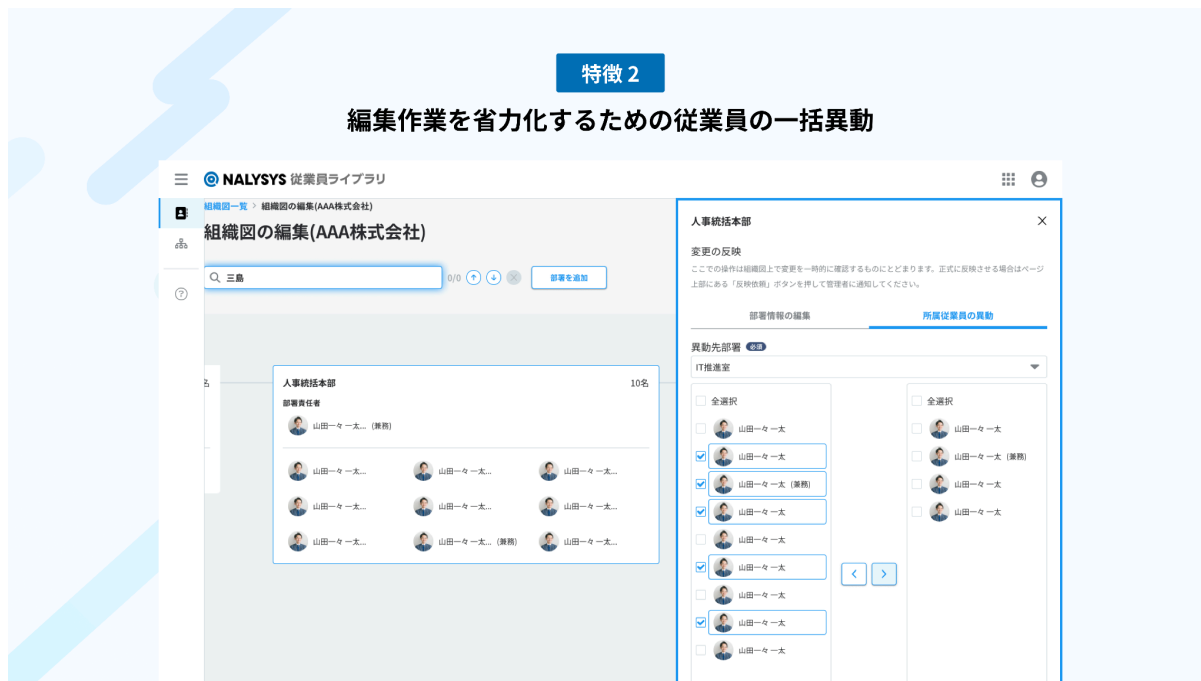 特徴 2
編集作業を省力化するための従業員の一括異動
NALYSYS 従業員ライブラリ
組織図一覧 > 組織図の編集(AAA株式会社)
組織図の編集(AAA株式会社)
三島
0/0
部署を追加
名
人事統括本部 10名
部署責任者
山田一々 一太... (兼務)
山田一々 一太... 山田一々 一太... 山田一々 一太...
山田一々 一太... 山田一々 一太... 山田一々 一太...
山田一々 一太... 山田一々 一太... (兼務) 山田一々 一太...
人事統括本部
変更の反映
ここでの操作は組織図上で変更を一時的に確認するものにとどまります。正式に反映させる場合はページ
上部にある「反映依頼」ボタンを押して管理者に通知してください。
部署情報の編集 所属従業員の異動
異動先部署 必須
IT推進室
全選択
山田一々 一太
山田一々 一太
山田一々 一太 (兼務)
山田一々 一太
山田一々 一太
山田一々 一太
山田一々 一太
山田一々 一太
山田一々 一太
全選択
山田一々 一太
山田一々 一太 (兼務)
山田一々 一太
山田一々 一太